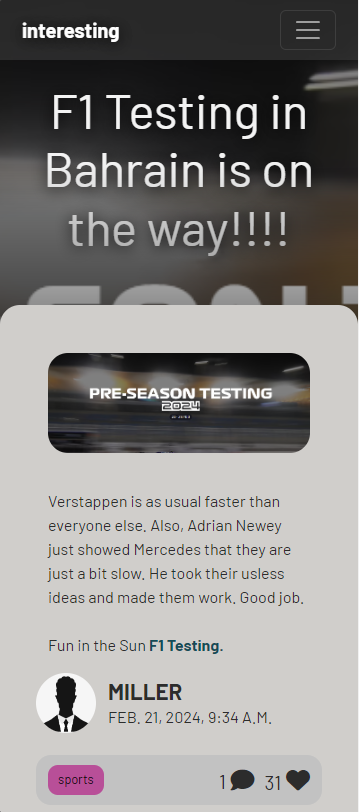 interesting
F1 Testing in
Bahrain is on
the way!!!!
PRE-SEASON TESTING
2024
Verstappen is as usual faster than
everyone else. Also, Adrian Newey
just showed Mercedes that they are
just a bit slow. He took their usless
ideas and made them work. Good job.
Fun in the Sun F1 Testing.
MILLER
FEB. 21, 2024, 9:34 A.M.
sports
1 31